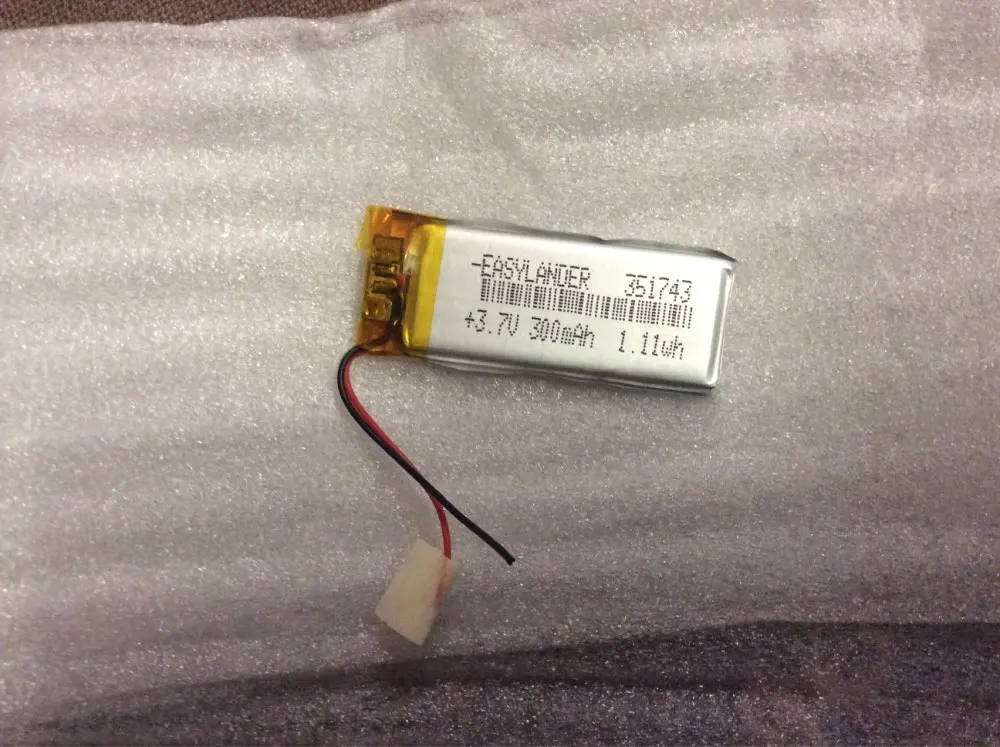 -EASYLANDER 351743
+3.7V 300mAh 1.11wh